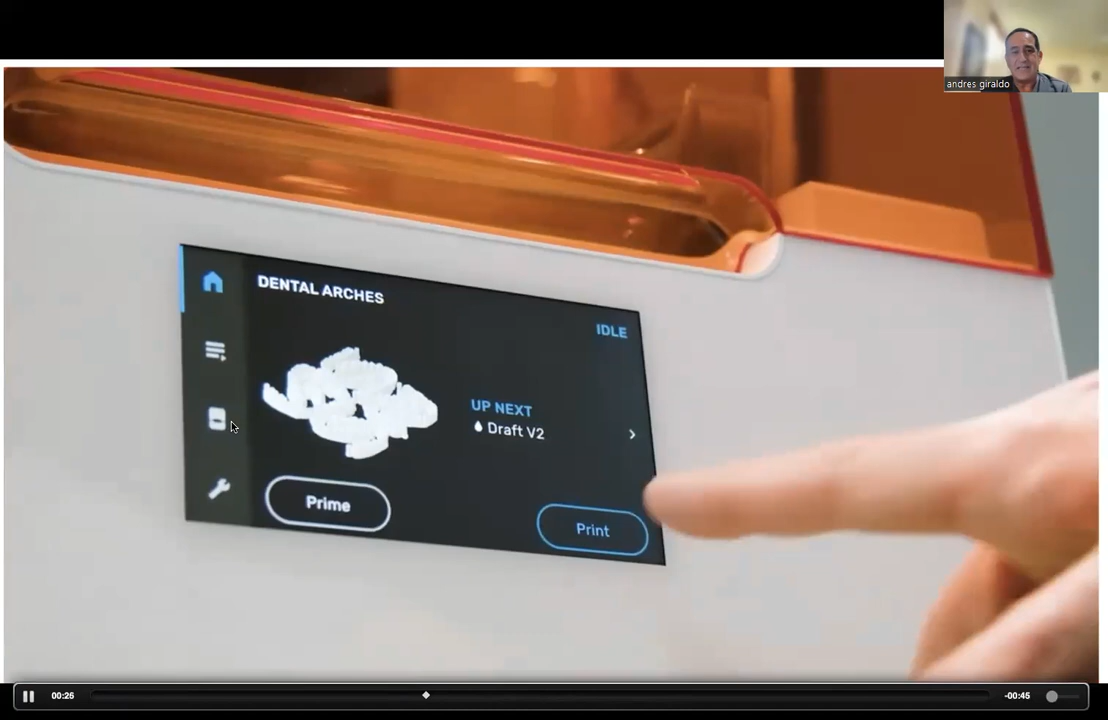 andres giraldo
DENTAL ARCHES
IDLE
UP NEXT
Draft V2
Prime
Print
00:26
-00:45